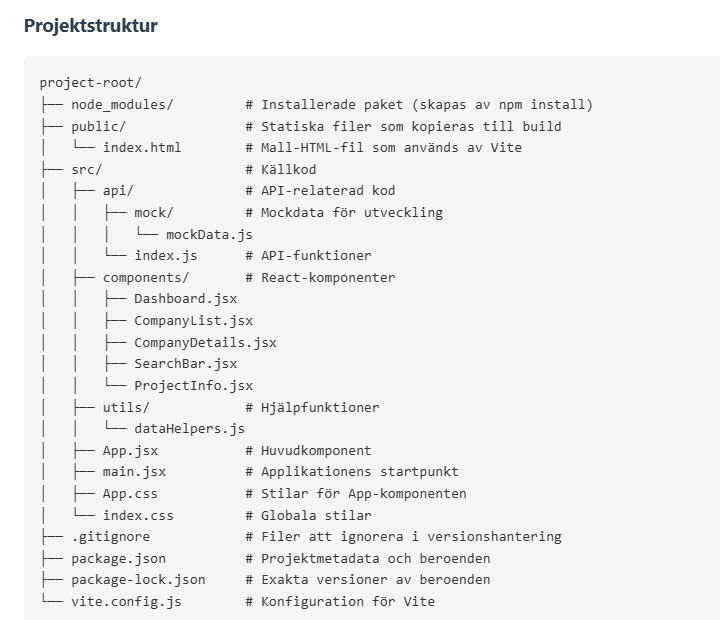 Projektstruktur
project-root/
├── node_modules/         # Installerade paket (skapas av npm install)
├── public/               # Statiska filer som kopieras till build
│   └── index.html        # Mall-HTML-fil som används av Vite
├── src/                  # Källkod
│   ├── api/              # API-relaterad kod
│   │   ├── mock/         # Mockdata för utveckling
│   │   │   └── mockData.js
│   │   └── index.js      # API-funktioner
│   ├── components/       # React-komponenter
│   │   ├── Dashboard.jsx
│   │   ├── CompanyList.jsx
│   │   ├── CompanyDetails.jsx
│   │   ├── SearchBar.jsx
│   │   └── ProjectInfo.jsx
│   ├── utils/            # Hjälpfunktioner
│   │   └── dataHelpers.js
│   ├── App.jsx           # Huvudkomponent
│   ├── main.jsx          # Applikationens startpunkt
│   ├── App.css           # Stilar för App-komponenten
│   └── index.css         # Globala stilar
├── .gitignore            # Filer att ignorera i versionshantering
├── package.json          # Projektmetadata och beroenden
├── package-lock.json     # Exakta versioner av beroenden
└── vite.config.js        # Konfiguration för Vite